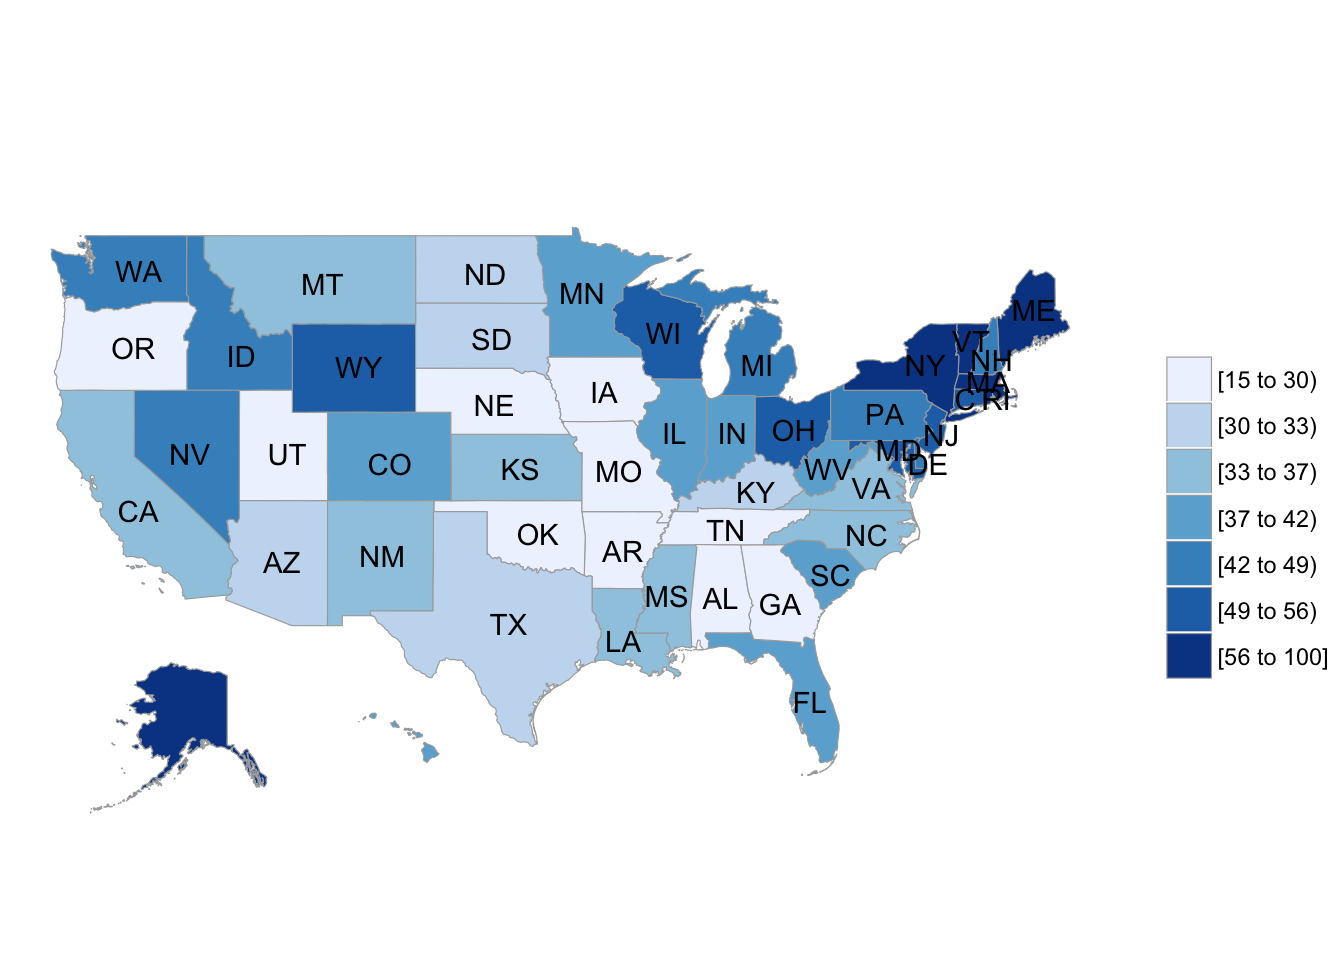 WA
MT
ND
MN
ME
OR
ID
WY
SD
WI
MI
VT
NY
NH
MA
NE
IA
C
RI
PA
NV
UT
CO
KS
MO
IL
IN
OH
NJ
MD
DE
WV
VA
KY
CA
AZ
NM
OK
AR
TN
NC
SC
TX
LA
MS
AL
GA
FL
[15 to 30)
[30 to 33)
[33 to 37)
[37 to 42)
[42 to 49)
[49 to 56)
[56 to 100]